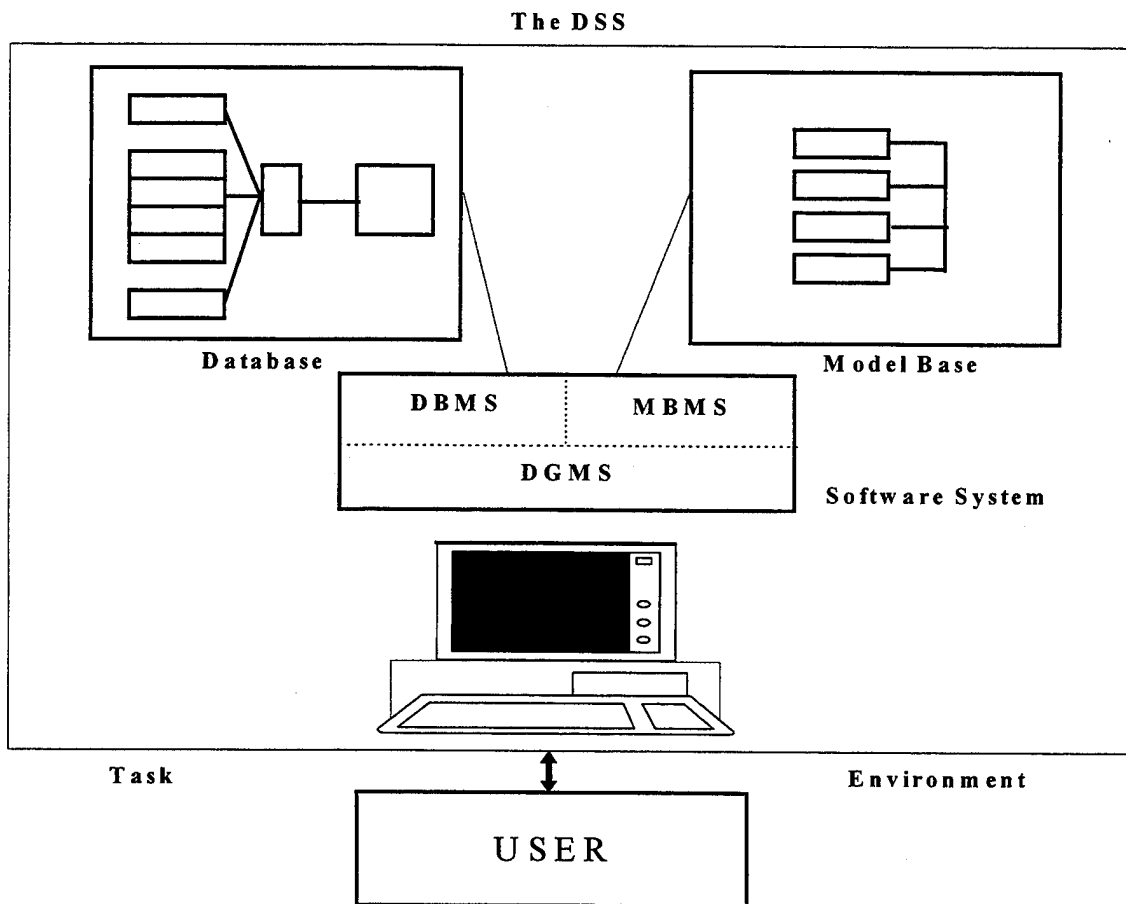 The DSS
Database
Model Base
DBMS
MBMS
DGMS
Software System
Task
Environment
USER